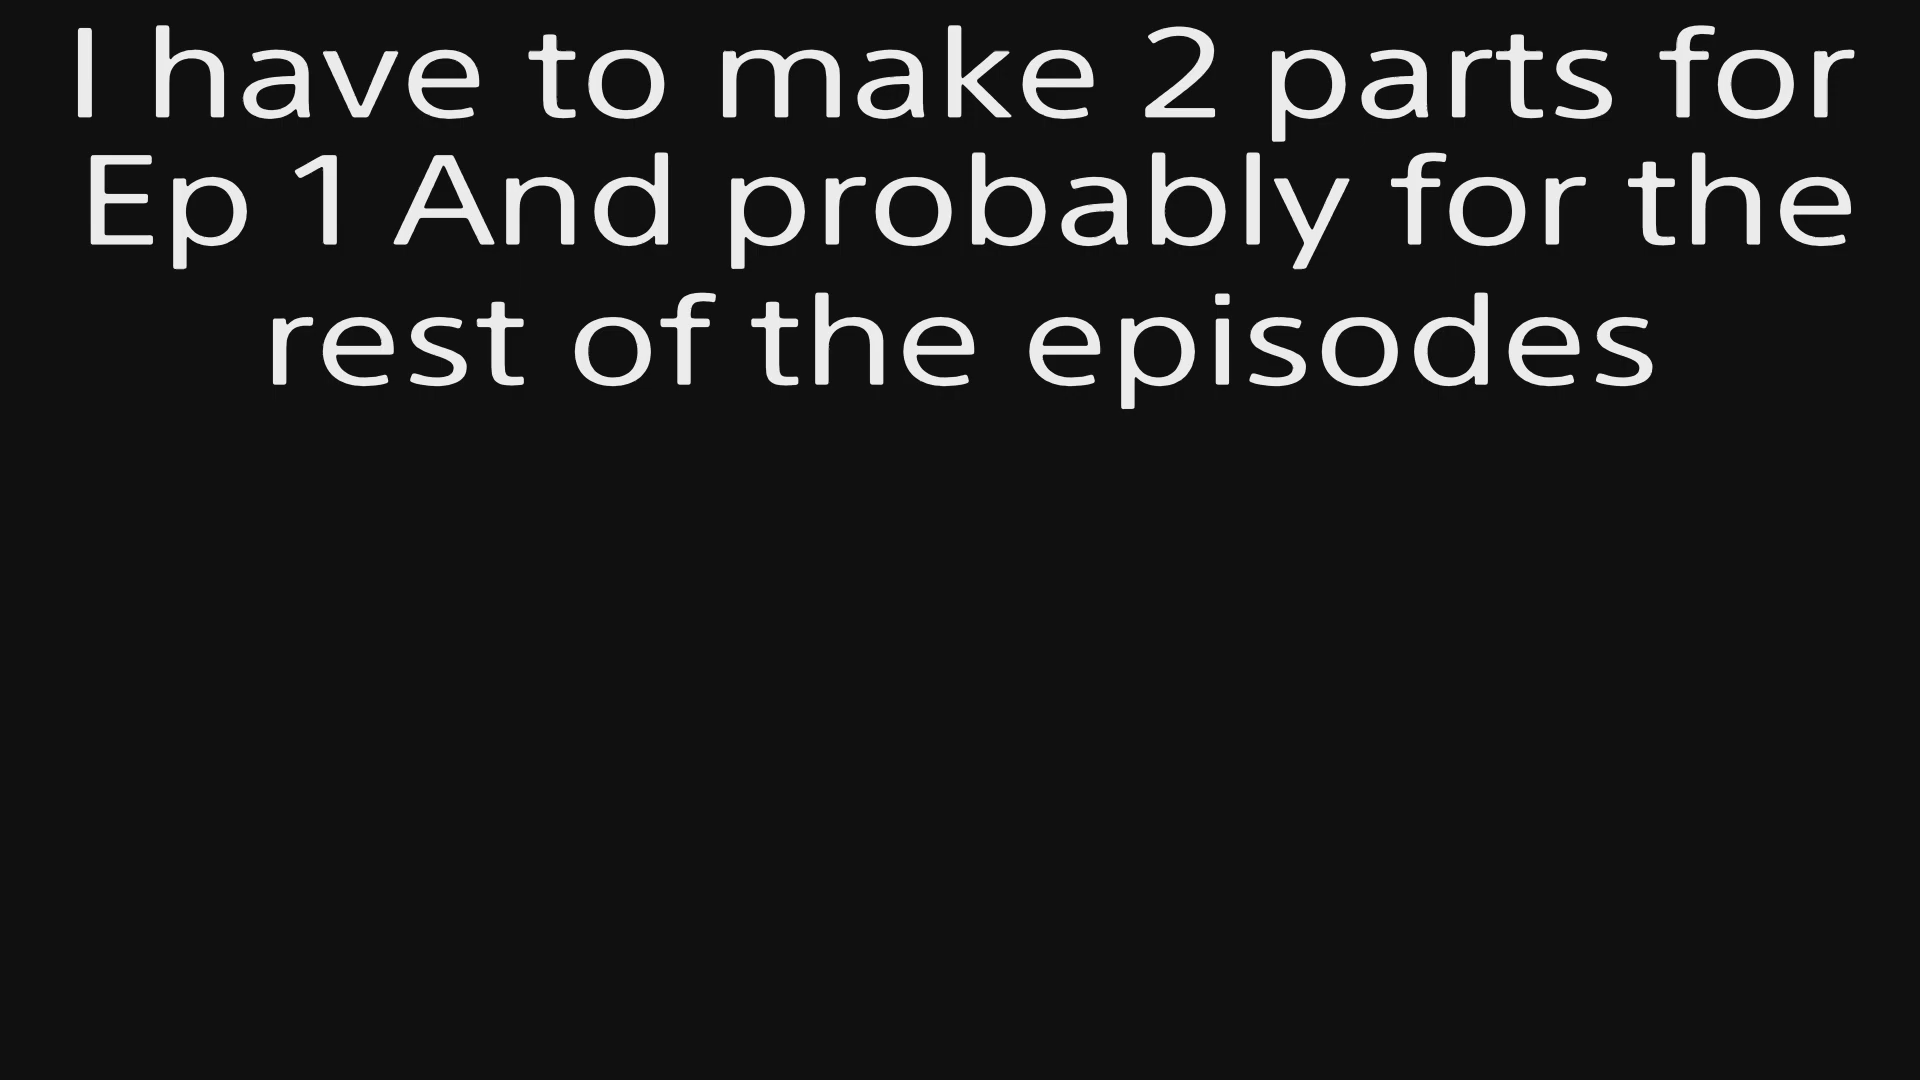 I have to make 2 parts for
Ep 1 And probably for the
rest of the episodes